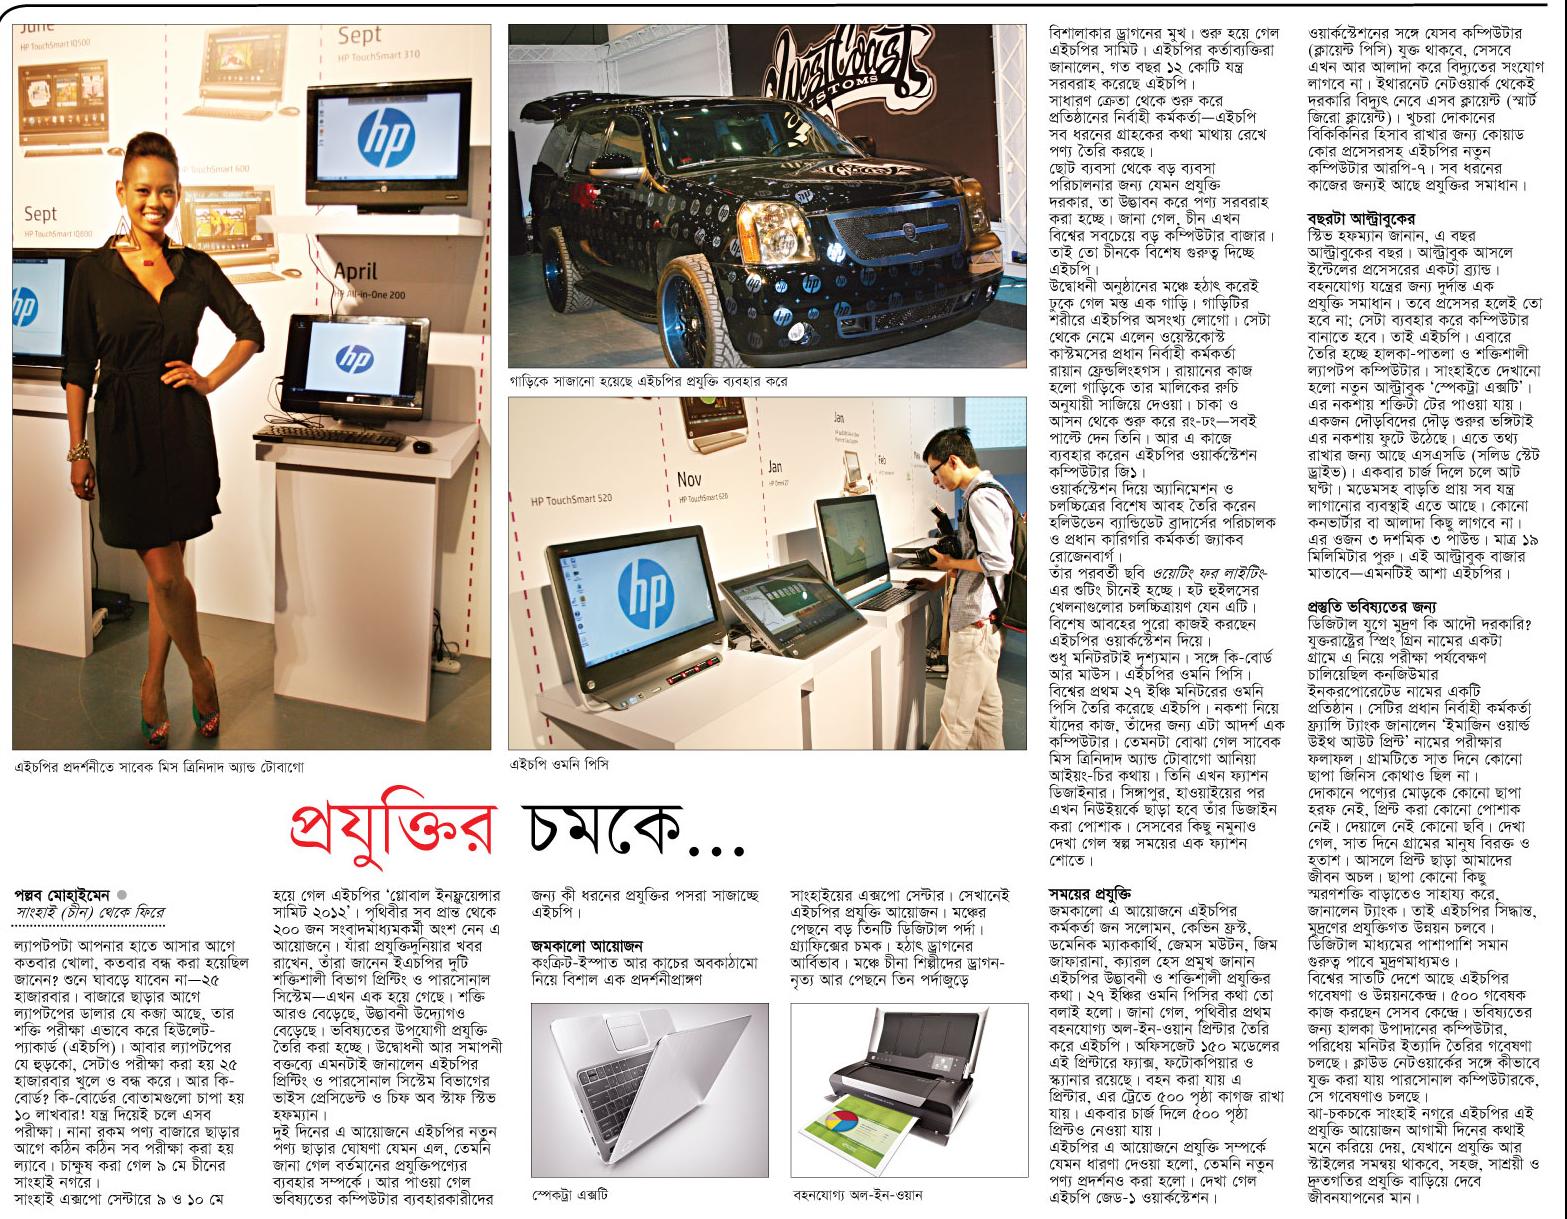 June
HP TouchSmart IQ500
Sept
HP TouchSmart 310
HP TouchSmart 600
Sept
HP TouchSmart IQ800
April
HP All-in-One 200
hp
hp
hp
এইচপির প্রদর্শনীতে সাবেক মিস ত্রিনিদাদ অ্যান্ড টোবাগো
West Coast
CUSTOMS
গাড়িকে সাজানো হয়েছে এইচপির প্রযুক্তি ব্যবহার করে
HP TouchSmart 520
Nov
HP TouchSmart 620
Jan
HP Omni 27
Jan
Feb
hp
এইচপি ওমনি পিসি
প্রযুক্তির চমকে...
পল্লব মোহাইমেন
সাংহাই (চীন) থেকে ফিরে
ল্যাপটপটা আপনার হাতে আসার আগে
কতবার খোলা, কতবার বন্ধ করা হয়েছিল
জানেন? শুনে ঘাবড়ে যাবেন না—২৫
হাজারবার। বাজারে ছাড়ার আগে
ল্যাপটপের ডালার যে কব্জা আছে, তার
শক্তি পরীক্ষা এভাবে করে হিউলেট-
প্যাকার্ড (এইচপি)। আবার ল্যাপটপের
যে হুড়কো, সেটাও পরীক্ষা করা হয় ২৫
হাজারবার খুলে ও বন্ধ করে। আর কি-
বোর্ড? কি-বোর্ডের বোতামগুলো চাপা হয়
১০ লাখবার! যন্ত্র দিয়েই চলে এসব
পরীক্ষা। নানা রকম পণ্য বাজারে ছাড়ার
আগে কঠিন কঠিন সব পরীক্ষা করা হয়
ল্যাবে। চাক্ষুষ করা গেল ৯ মে চীনের
সাংহাই নগরে।
সাংহাই এক্সপো সেন্টারে ৯ ও ১০ মে
হয়ে গেল এইচপির ‘গ্লোবাল ইনফ্লুয়েন্সার
সামিট ২০১২’। পৃথিবীর সব প্রান্ত থেকে
২০০ জন সংবাদমাধ্যমকর্মী অংশ নেন এ
আয়োজনে। যাঁরা প্রযুক্তিদুনিয়ার খবর
রাখেন, তাঁরা জানেন ইএচপির দুটি
শক্তিশালী বিভাগ প্রিন্টিং ও পারসোনাল
সিস্টেম—এখন এক হয়ে গেছে। শক্তি
আরও বেড়েছে, উদ্ভাবনী উদ্যোগও
বেড়েছে। ভবিষ্যতের উপযোগী প্রযুক্তি
তৈরি করা হচ্ছে। উদ্বোধনী আর সমাপনী
বক্তব্যে এমনটাই জানালেন এইচপির
প্রিন্টিং ও পারসোনাল সিস্টেম বিভাগের
ভাইস প্রেসিডেন্ট ও চিফ অব স্টাফ স্টিভ
হফম্যান।
দুই দিনের এ আয়োজনে এইচপির নতুন
পণ্য ছাড়ার ঘোষণা যেমন এল, তেমনি
জানা গেল বর্তমানের প্রযুক্তিপণ্যের
ব্যবহার সম্পর্কে। আর পাওয়া গেল
ভবিষ্যতের কম্পিউটার ব্যবহারকারীদের
জন্য কী ধরনের প্রযুক্তির পসরা সাজাচ্ছে
এইচপি।
জমকালো আয়োজন
কংক্রিট-ইস্পাত আর কাচের অবকাঠামো
নিয়ে বিশাল এক প্রদর্শনীপ্রাঙ্গণ
স্পেকট্রা এক্সটি
সাংহাইয়ের এক্সপো সেন্টার। সেখানেই
এইচপির প্রযুক্তি আয়োজন। মঞ্চের
পেছনে বড় তিনটি ডিজিটাল পর্দা।
গ্র্যাফিক্সের চমক। হঠাৎ ড্রাগনের
আবির্ভাব। মঞ্চে চীনা শিল্পীদের ড্রাগন-
নৃত্য আর পেছনে তিন পর্দাজুড়ে
বহনযোগ্য অল-ইন-ওয়ান
বিশালাকার ড্রাগনের মুখ। শুরু হয়ে গেল
এইচপির সামিট। এইচপির কর্তাব্যক্তিরা
জানালেন, গত বছর ১২ কোটি যন্ত্র
সরবরাহ করেছে এইচপি।
সাধারণ ক্রেতা থেকে শুরু করে
প্রতিষ্ঠানের নির্বাহী কর্মকর্তা—এইচপি
সব ধরনের গ্রাহকের কথা মাথায় রেখে
পণ্য তৈরি করছে।
ছোট ব্যবসা থেকে বড় ব্যবসা
পরিচালনার জন্য যেমন প্রযুক্তি
দরকার, তা উদ্ভাবন করে পণ্য সরবরাহ
করা হচ্ছে। জানা গেল, চীন এখন
বিশ্বের সবচেয়ে বড় কম্পিউটার বাজার।
তাই তো চীনকে বিশেষ গুরুত্ব দিচ্ছে
এইচপি।
উদ্বোধনী অনুষ্ঠানের মঞ্চে হঠাৎ করেই
ঢুকে গেল মস্ত এক গাড়ি। গাড়িটির
শরীরে এইচপির অসংখ্য লোগো। সেটা
থেকে নেমে এলেন ওয়েস্টকোস্ট
কাস্টমসের প্রধান নির্বাহী কর্মকর্তা
রায়ান ফ্রেন্ডলিংহগস। রায়ানের কাজ
হলো গাড়িকে তার মালিকের রুচি
অনুযায়ী সাজিয়ে দেওয়া। চাকা ও
আসন থেকে শুরু করে রং-ঢং—সবই
পাল্টে দেন তিনি। আর এ কাজে
ব্যবহার করেন এইচপির ওয়ার্কস্টেশন
কম্পিউটার জি১।
ওয়ার্কস্টেশন দিয়ে অ্যানিমেশন ও
চলচ্চিত্রের বিশেষ আবহ তৈরি করেন
হলিউডেন ব্যান্ডিডেট ব্রাদার্সের পরিচালক
ও প্রধান কারিগরি কর্মকর্তা জ্যাকব
রোজেনবার্গ।
তাঁর পরবর্তী ছবি ওয়েটিং ফর লাইটিং-
এর শুটিং চীনেই হচ্ছে। হট হুইলসের
খেলনাগুলোর চলচ্চিত্রায়ণ যেন এটি।
বিশেষ আবহের পুরো কাজই করছেন
এইচপির ওয়ার্কস্টেশন দিয়ে।
শুধু মনিটরটাই দৃশ্যমান। সঙ্গে কি-বোর্ড
আর মাউস। এইচপির ওমনি পিসি।
বিশ্বের প্রথম ২৭ ইঞ্চি মনিটরের ওমনি
পিসি তৈরি করেছে এইচপি। নকশা নিয়ে
যাঁদের কাজ, তাঁদের জন্য এটা আদর্শ এক
কম্পিউটার। তেমনটা বোঝা গেল সাবেক
মিস ত্রিনিদাদ অ্যান্ড টোবাগো আনিয়া
আইয়ং-চির কথায়। তিনি এখন ফ্যাশন
ডিজাইনার। সিঙ্গাপুর, হাওয়াইয়ের পর
এখন নিউইয়র্কে ছাড়া হবে তাঁর ডিজাইন
করা পোশাক। সেসবের কিছু নমুনাও
দেখা গেল স্বল্প সময়ের এক ফ্যাশন
শোতে।
সময়ের প্রযুক্তি
জমকালো এ আয়োজনে এইচপির
কর্মকর্তা জন সলোমন, কেভিন ফ্রস্ট,
ডমেনিক ম্যাককার্থি, জেমস মউটন, জিম
জাফারানা, ক্যারল হেস প্রমুখ জানান
এইচপির উদ্ভাবনী ও শক্তিশালী প্রযুক্তির
কথা। ২৭ ইঞ্চির ওমনি পিসির কথা তো
বলাই হলো। জানা গেল, পৃথিবীর প্রথম
বহনযোগ্য অল-ইন-ওয়ান প্রিন্টার তৈরি
করে এইচপি। অফিসজেট ১৫০ মডেলের
এই প্রিন্টারে ফ্যাক্স, ফটোকপিয়ার ও
স্ক্যানার রয়েছে। বহন করা যায় এ
প্রিন্টার, এর ট্রেতে ৫০০ পৃষ্ঠা কাগজ রাখা
যায়। একবার চার্জ দিলে ৫০০ পৃষ্ঠা
প্রিন্টও নেওয়া যায়।
এইচপির এ আয়োজনে প্রযুক্তি সম্পর্কে
যেমন ধারণা দেওয়া হলো, তেমনি নতুন
পণ্য প্রদর্শনও করা হলো। দেখা গেল
এইচপি জেড-১ ওয়ার্কস্টেশন।
ওয়ার্কস্টেশনের সঙ্গে যেসব কম্পিউটার
(ক্লায়েন্ট পিসি) যুক্ত থাকবে, সেসবে
এখন আর আলাদা করে বিদ্যুতের সংযোগ
লাগবে না। ইথারনেট নেটওয়ার্ক থেকেই
দরকারি বিদ্যুৎ নেবে এসব ক্লায়েন্ট (স্মার্ট
জিরো ক্লায়েন্ট)। খুচরা দোকানের
বিকিকিনির হিসাব রাখার জন্য কোয়াড
কোর প্রসেসরসহ এইচপির নতুন
কম্পিউটার আরপি-৭। সব ধরনের
কাজের জন্যই আছে প্রযুক্তির সমাধান।
বছরটা আল্ট্রাবুকের
স্টিভ হফম্যান জানান, এ বছর
আল্ট্রাবুকের বছর। আল্ট্রাবুক আসলে
ইন্টেলের প্রসেসরের একটা ব্র্যান্ড।
বহনযোগ্য যন্ত্রের জন্য দুর্দান্ত এক
প্রযুক্তি সমাধান। তবে প্রসেসর হলেই তো
হবে না; সেটা ব্যবহার করে কম্পিউটার
বানাতে হবে। তাই এইচপি। এবারে
তৈরি হচ্ছে হালকা-পাতলা ও শক্তিশালী
ল্যাপটপ কম্পিউটার। সাংহাইতে দেখানো
হলো নতুন আল্ট্রাবুক ‘স্পেকট্রা এক্সটি’।
এর নকশায় শক্তিটা টের পাওয়া যায়।
একজন দৌড়বিদের দৌড় শুরুর ভঙ্গিটাই
এর নকশায় ফুটে উঠেছে। এতে তথ্য
রাখার জন্য আছে এসএসডি (সলিড স্টেট
ড্রাইভ)। একবার চার্জ দিলে চলে আট
ঘণ্টা। মডেমসহ বাড়তি প্রায় সব যন্ত্র
লাগানোর ব্যবস্থাই এতে আছে। কোনো
কনভার্টার বা আলাদা কিছু লাগবে না।
এর ওজন ৩ দশমিক ৩ পাউন্ড। মাত্র ১৯
মিলিমিটার পুরু। এই আল্ট্রাবুক বাজার
মাতাবে—এমনটিই আশা এইচপির।
প্রস্তুতি ভবিষ্যতের জন্য
ডিজিটাল যুগে মুদ্রণ কি আদৌ দরকারি?
যুক্তরাষ্ট্রের স্প্রিং গ্রিন নামের একটা
গ্রামে এ নিয়ে পরীক্ষা পর্যবেক্ষণ
চালিয়েছিল কনজিউমার
ইনকরপোরেটেড নামের একটি
প্রতিষ্ঠান। সেটির প্রধান নির্বাহী কর্মকর্তা
ফ্র্যান্সি ট্যাংক জানালেন ‘ইমাজিন ওয়ার্ল্ড
উইথ আউট প্রিন্ট’ নামের পরীক্ষার
ফলাফল। গ্রামটিতে সাত দিনে কোনো
ছাপা জিনিস কোথাও ছিল না।
দোকানে পণ্যের মোড়কে কোনো ছাপা
হরফ নেই, প্রিন্ট করা কোনো পোশাক
নেই। দেয়ালে নেই কোনো ছবি। দেখা
গেল, সাত দিনে গ্রামের মানুষ বিরক্ত ও
হতাশ। আসলে প্রিন্ট ছাড়া আমাদের
জীবন অচল। ছাপা কোনো কিছু
স্মরণশক্তি বাড়াতেও সাহায্য করে,
জানালেন ট্যাংক। তাই এইচপির সিদ্ধান্ত,
মুদ্রণের প্রযুক্তিগত উন্নয়ন চলবে।
ডিজিটাল মাধ্যমের পাশাপাশি সমান
গুরুত্ব পাবে মুদ্রণমাধ্যমও।
বিশ্বের সাতটি দেশে আছে এইচপির
গবেষণা ও উন্নয়নকেন্দ্র। ৫০০ গবেষক
কাজ করছেন সেসব কেন্দ্রে। ভবিষ্যতের
জন্য হালকা উপাদানের কম্পিউটার,
পরিধেয় মনিটর ইত্যাদি তৈরির গবেষণা
চলছে। ক্লাউড নেটওয়ার্কের সঙ্গে কীভাবে
যুক্ত করা যায় পারসোনাল কম্পিউটারকে,
সে গবেষণাও চলছে।
ঝা-চকচকে সাংহাই নগরে এইচপির এই
প্রযুক্তি আয়োজন আগামী দিনের কথাই
মনে করিয়ে দেয়, যেখানে প্রযুক্তি আর
স্টাইলের সমন্বয় থাকবে, সহজ, সাশ্রয়ী ও
দ্রুতগতির প্রযুক্তি বাড়িয়ে দেবে
জীবনযাপনের মান।